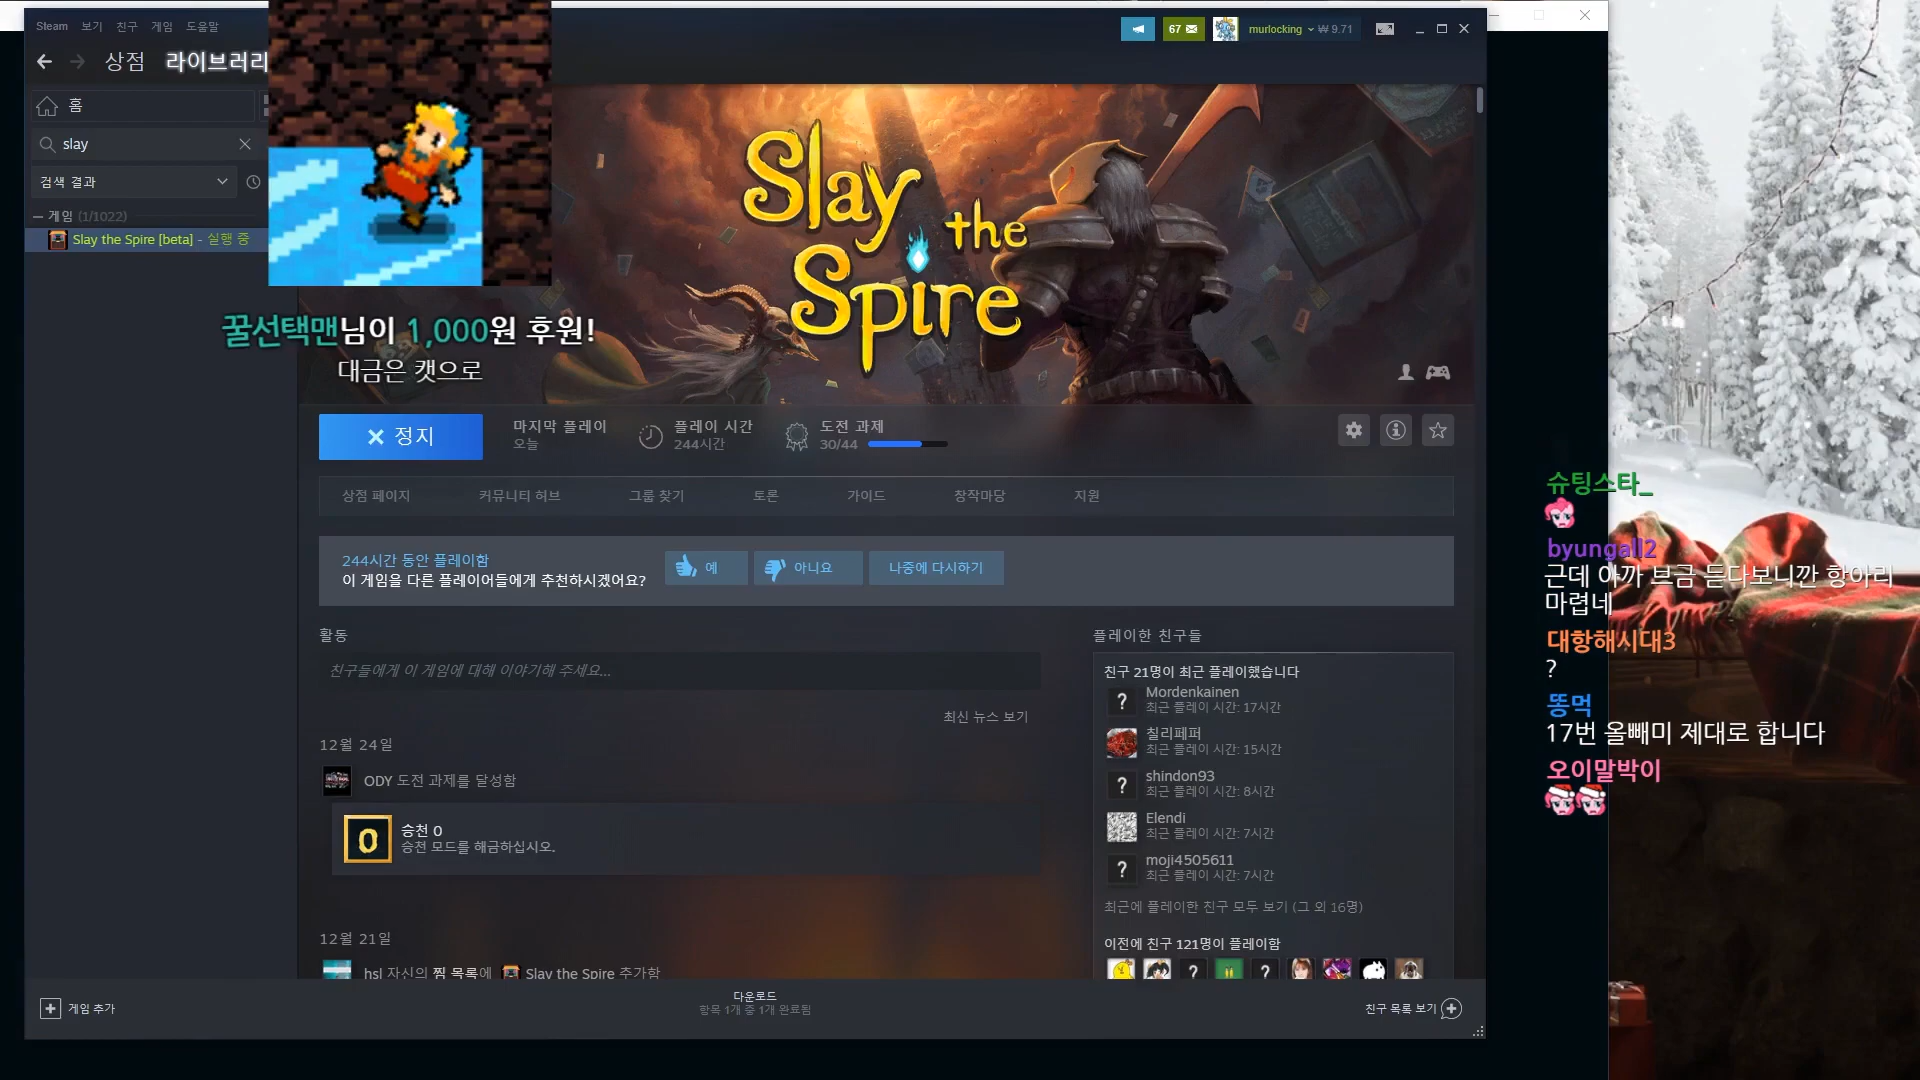 Steam 보기 친구 게임 도움말
67
murlocking ₩ 9.71
상점 라이브러리
홈
slay
검색 결과
게임 (1/1022)
Slay the Spire [beta] - 실행 중
Slay the Spire
꿀선택맨님이 1,000원 후원!
대금은 캣으로
정지
마지막 플레이
오늘
플레이 시간
244시간
도전 과제
30/44
상점 페이지 커뮤니티 허브 그룹 찾기 토론 가이드 창작마당 지원
244시간 동안 플레이함
이 게임을 다른 플레이어들에게 추천하시겠어요?
예 아니요 나중에 다시하기
활동
친구들에게 이 게임에 대해 이야기해 주세요...
최신 뉴스 보기
12월 24일
ODY 도전 과제를 달성함
0
승천 0
승천 모드를 해금하십시오.
12월 21일
hsl 자신의 찜 목록에 Slay the Spire 추가함
플레이한 친구들
친구 21명이 최근 플레이했습니다
Mordenkainen
최근 플레이 시간: 17시간
칠리페퍼
최근 플레이 시간: 15시간
shindon93
최근 플레이 시간: 8시간
Elendi
최근 플레이 시간: 7시간
moji4505611
최근 플레이 시간: 7시간
최근에 플레이한 친구 모두 보기 (그 외 16명)
이전에 친구 121명이 플레이함
게임 추가
다운로드
항목 1개 중 1개 완료됨
친구 목록 보기
슈팅스타_
byungall2
근데 아까 브금 듣다보니깐 항아리
마렵네
대항해시대3
?
똥먹
17번 올빼미 제대로 합니다
오이말박이